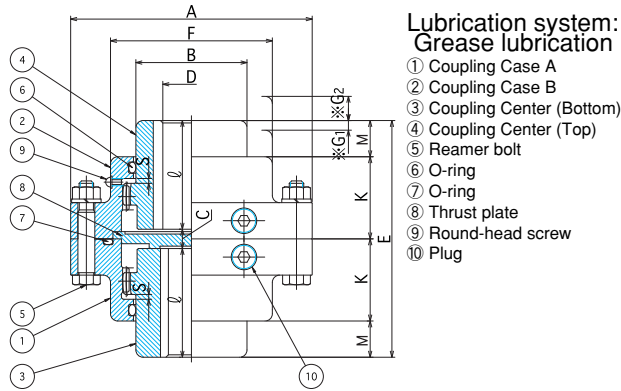 A
F
B
D
Lubrication system:
Grease lubrication
① Coupling Case A
② Coupling Case B
③ Coupling Center (Bottom)
④ Coupling Center (Top)
⑤ Reamer bolt
⑥ O-ring
⑦ O-ring
⑧ Thrust plate
⑨ Round-head screw
⑩ Plug
4
6
2
9
8
7
5
1
3
10
※G2
※G1
M
K
E
K
M
S
ℓ
C
S
ℓ